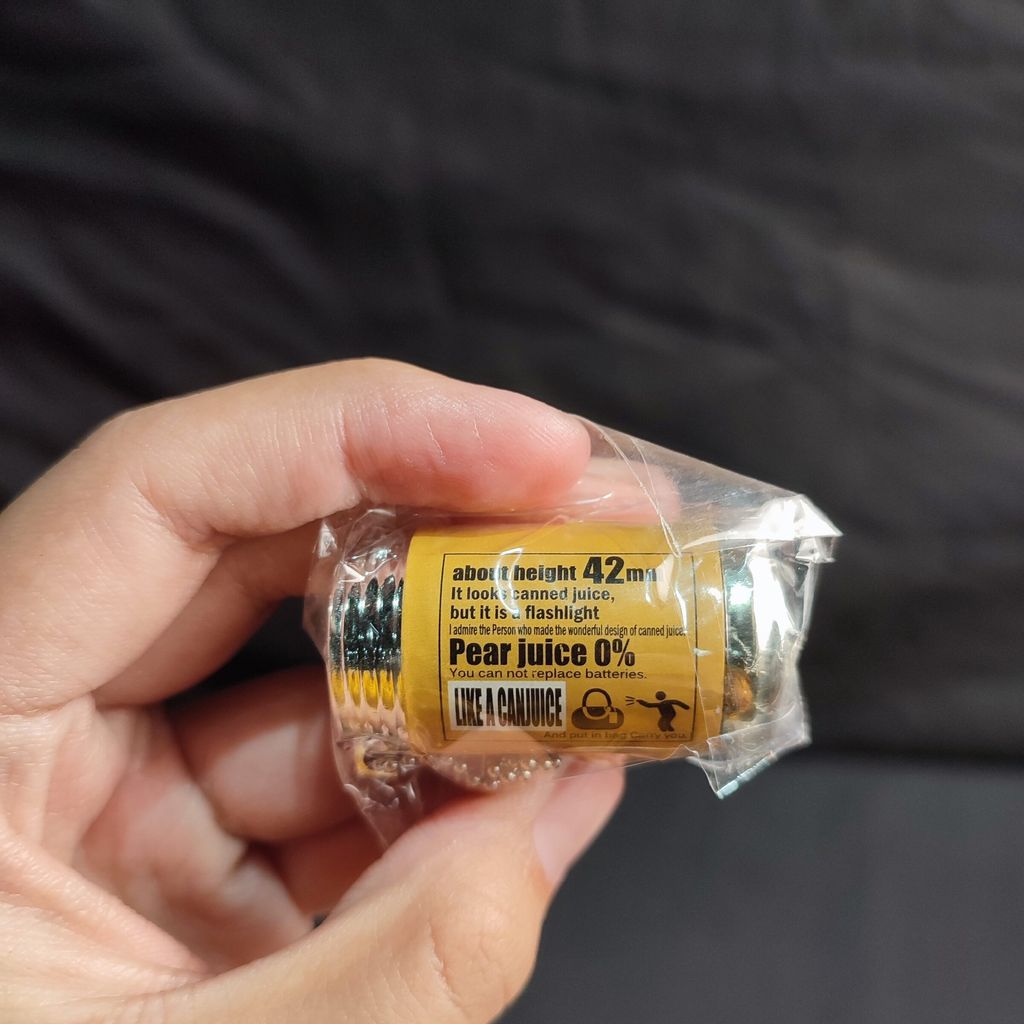 about height 42mm
It looks canned juice,
but it is a flashlight
I admire the Person who made the wonderful design of canned juice.
Pear juice 0%
You can not replace batteries.
LIKE A CANJUICE
And put in bag Carry you.